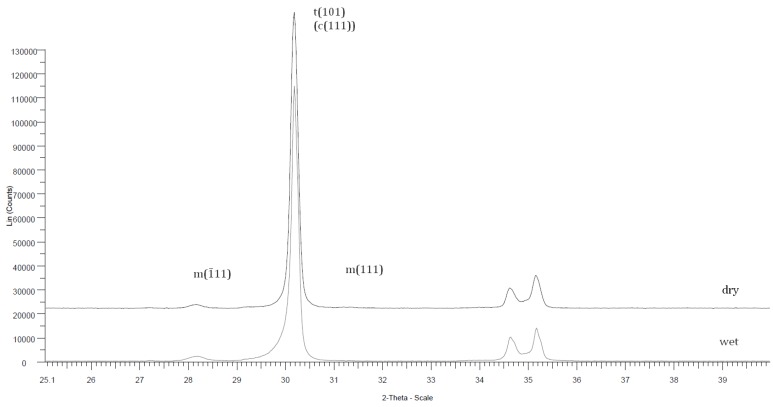 t(101)
(c(111))
130000
120000
110000
100000
90000
80000
70000
60000
50000
40000
30000
20000
10000
0
Lin (Counts)
m(1̄11)
m(111)
dry
wet
25.1 26 27 28 29 30 31 32 33 34 35 36 37 38 39
2-Theta - Scale